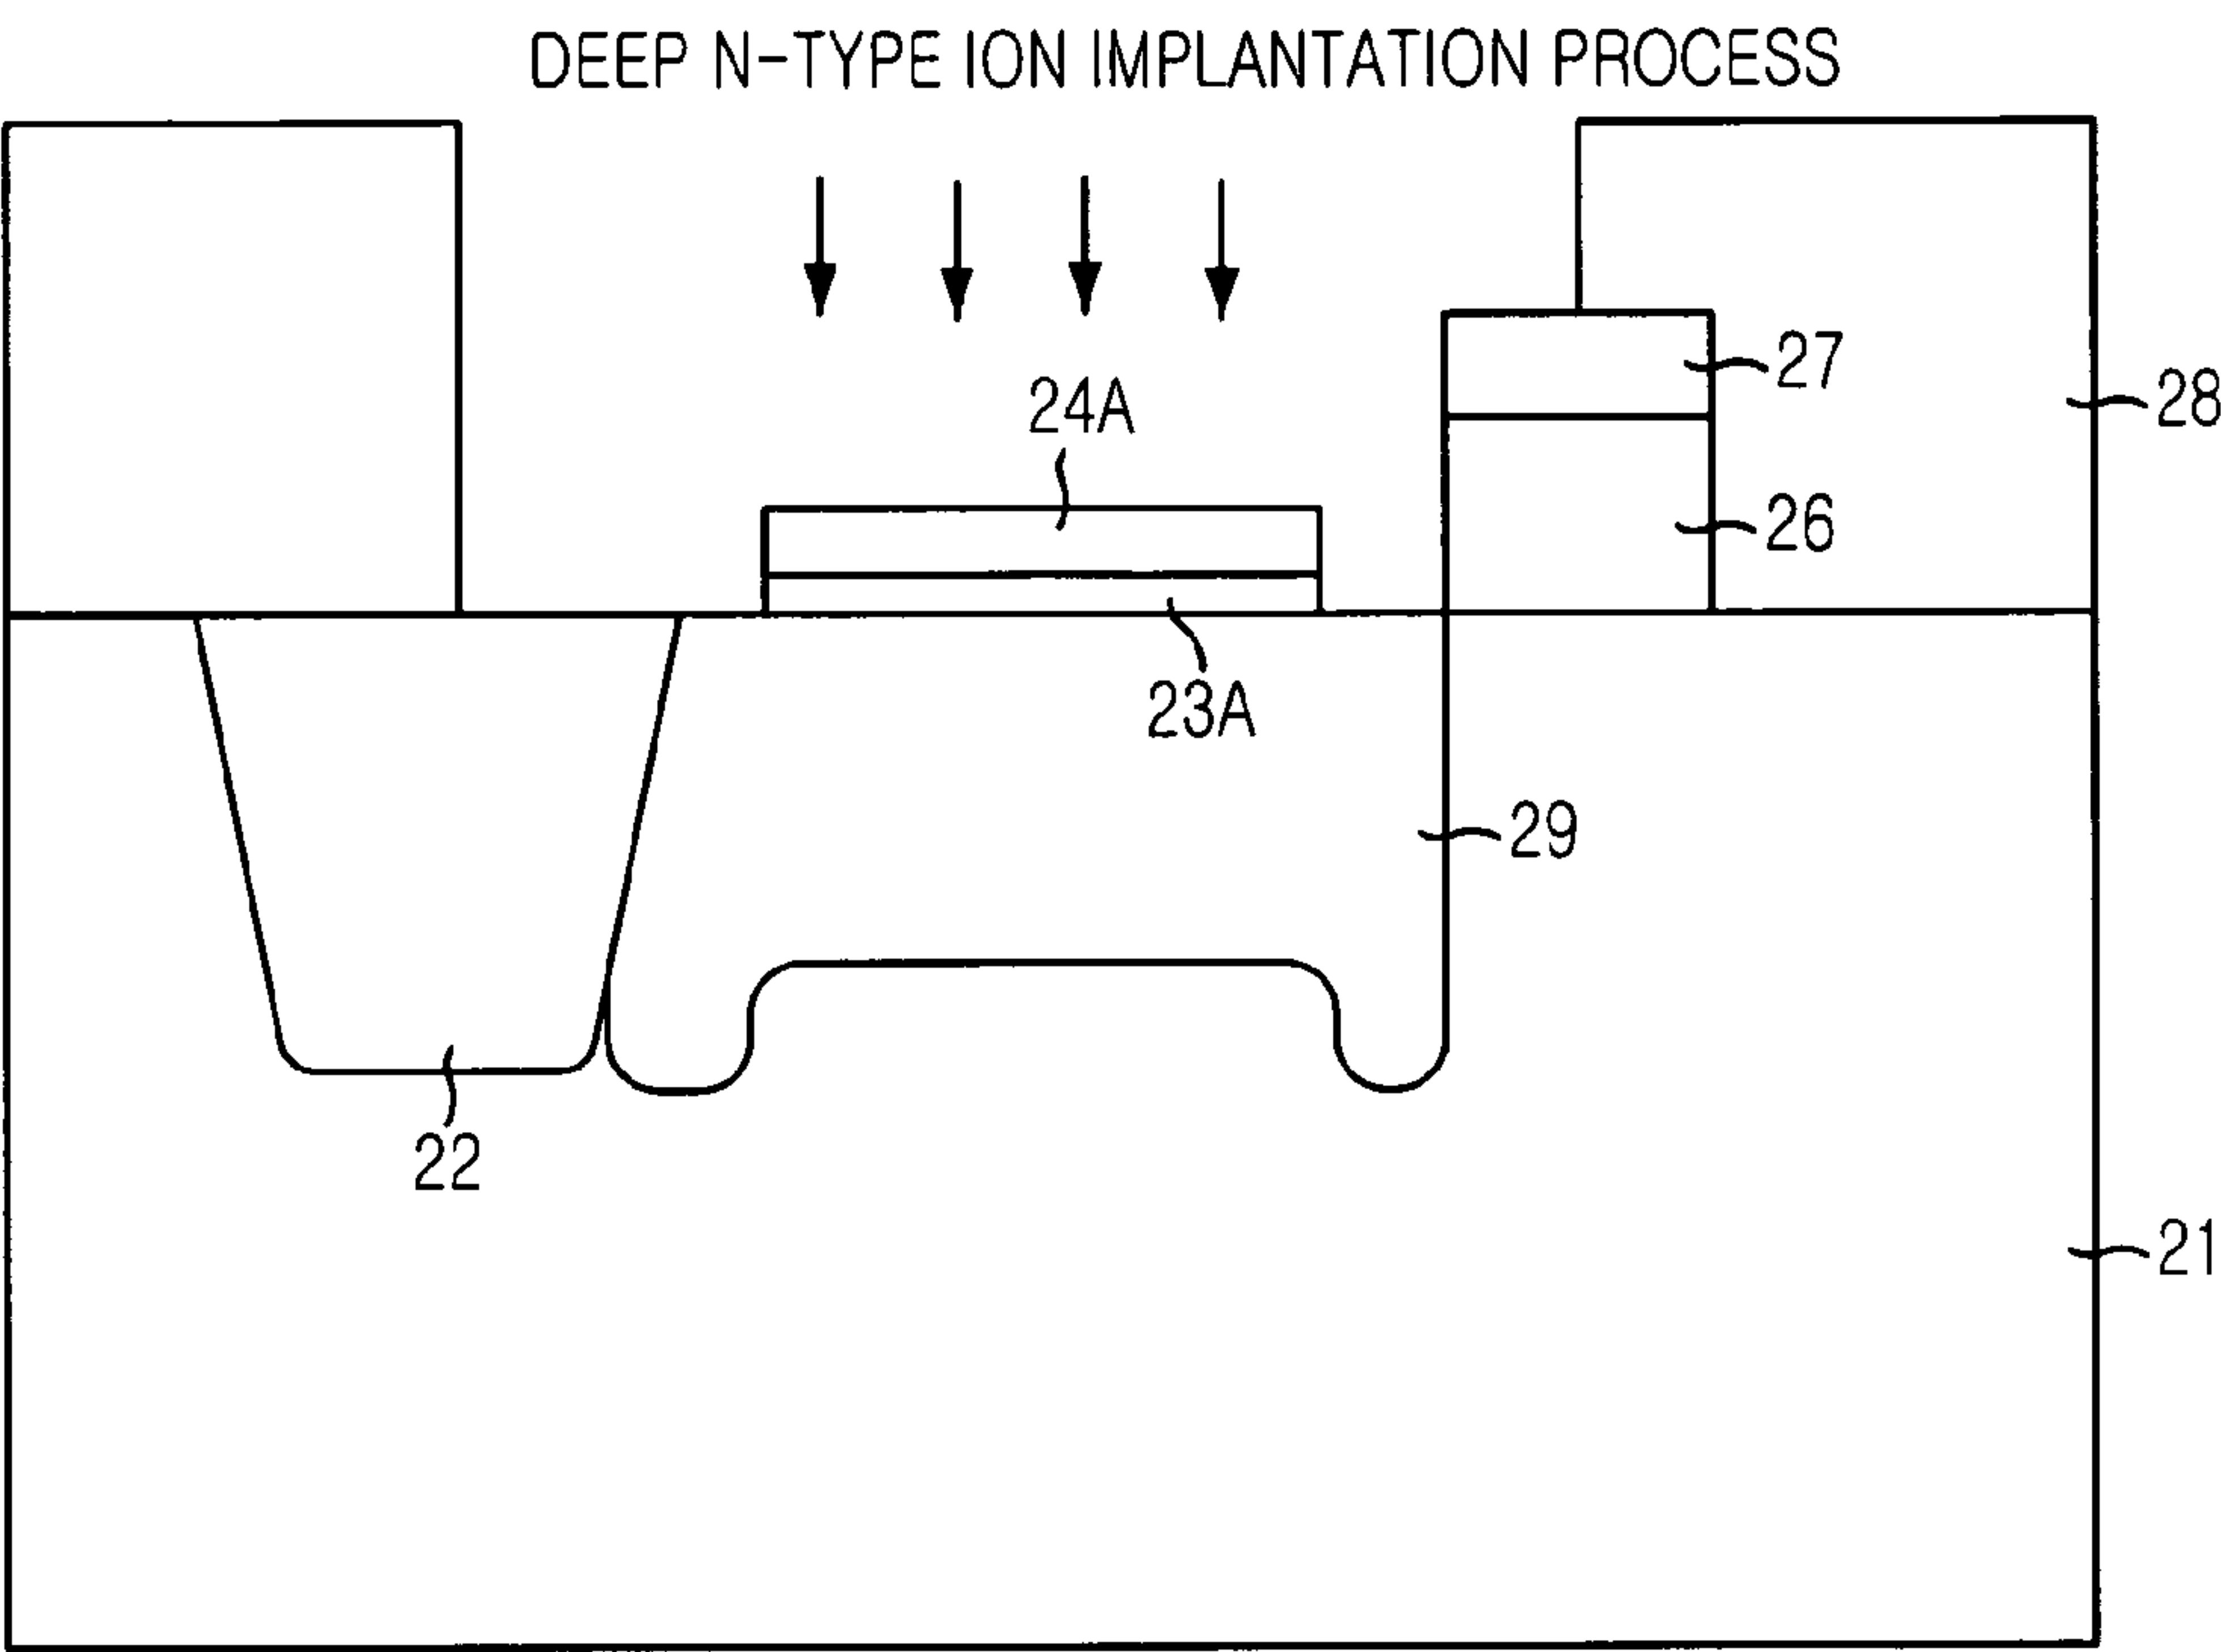 DEEP N-TYPE ION IMPLANTATION PROCESS
27
28
24A
26
23A
29
22
21